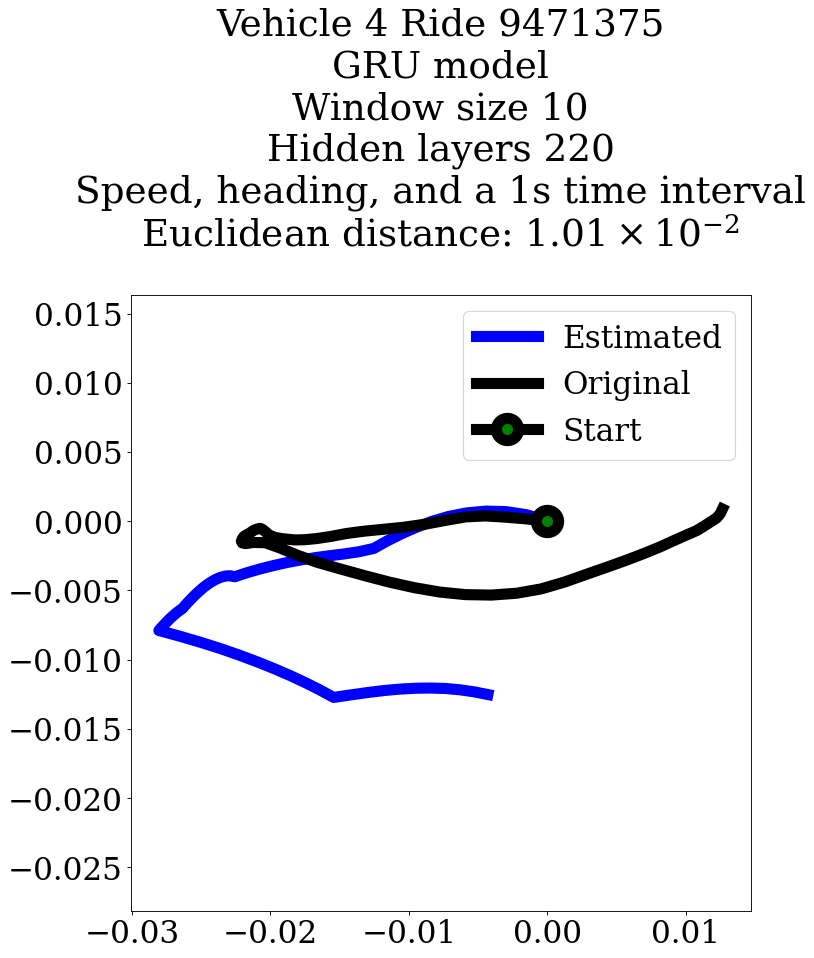 Vehicle 4 Ride 9471375
GRU model
Window size 10
Hidden layers 220
Speed, heading, and a 1s time interval
Euclidean distance: 1.01 × 10⁻²
Estimated
Original
Start
0.015
0.010
0.005
0.000
−0.005
−0.010
−0.015
−0.020
−0.025
−0.03 −0.02 −0.01 0.00 0.01